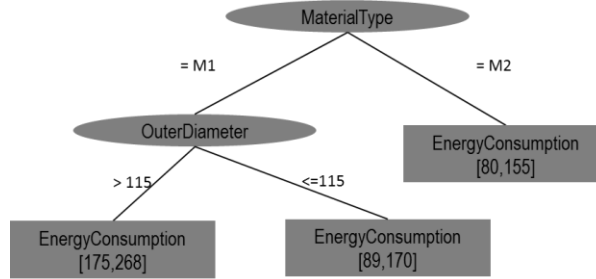 MaterialType
= M1
= M2
OuterDiameter
EnergyConsumption
[80,155]
> 115
<=115
EnergyConsumption
[175,268]
EnergyConsumption
[89,170]